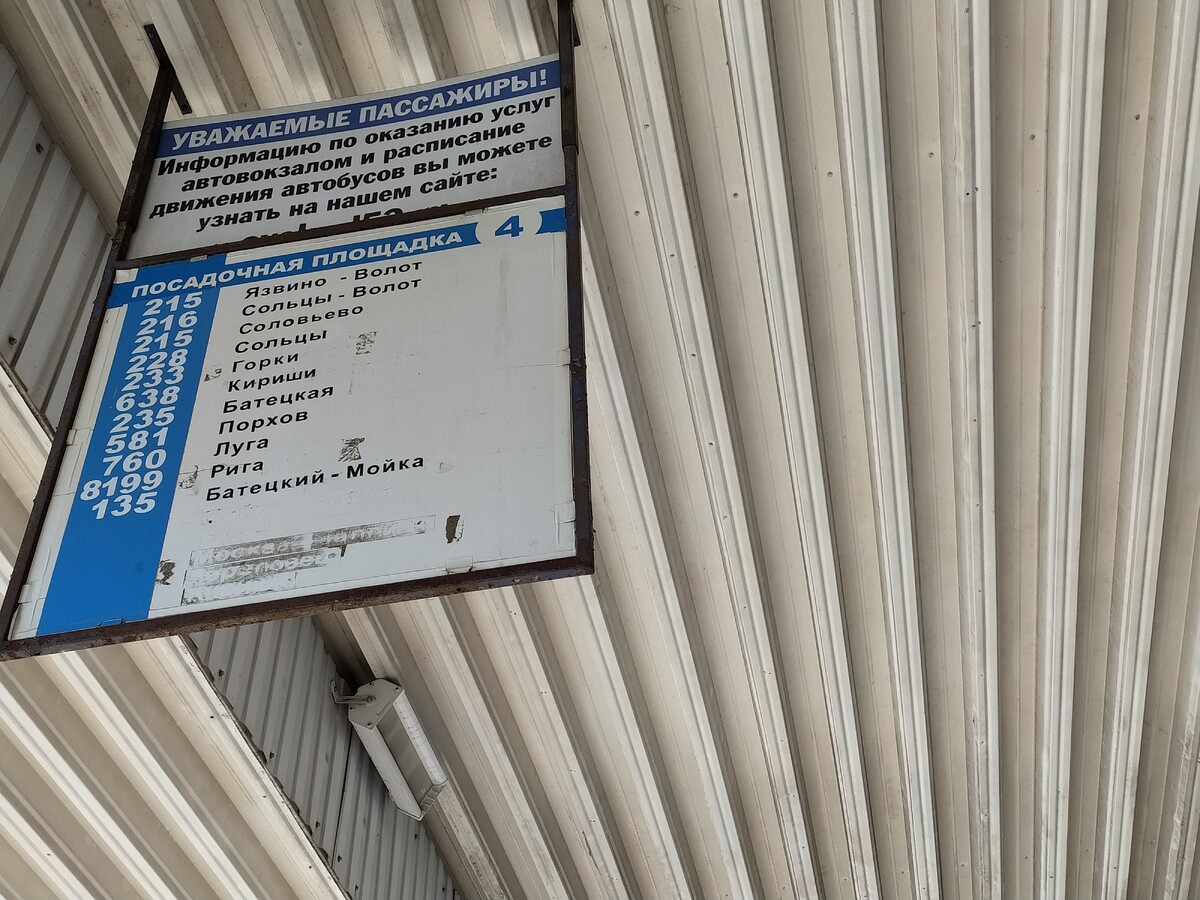 УВАЖАЕМЫЕ ПАССАЖИРЫ!
Информацию по оказанию услуг
автовокзалом и расписание
движения автобусов вы можете
узнать на нашем сайте:
ПОСАДОЧНАЯ ПЛОЩАДКА 4
215 Язвино - Волот
216 Сольцы - Волот
215 Соловьево
228 Сольцы
233 Горки
638 Кириши
235 Батецкая
581 Порхов
760 Луга
8199 Рига
135 Батецкий - Мойка